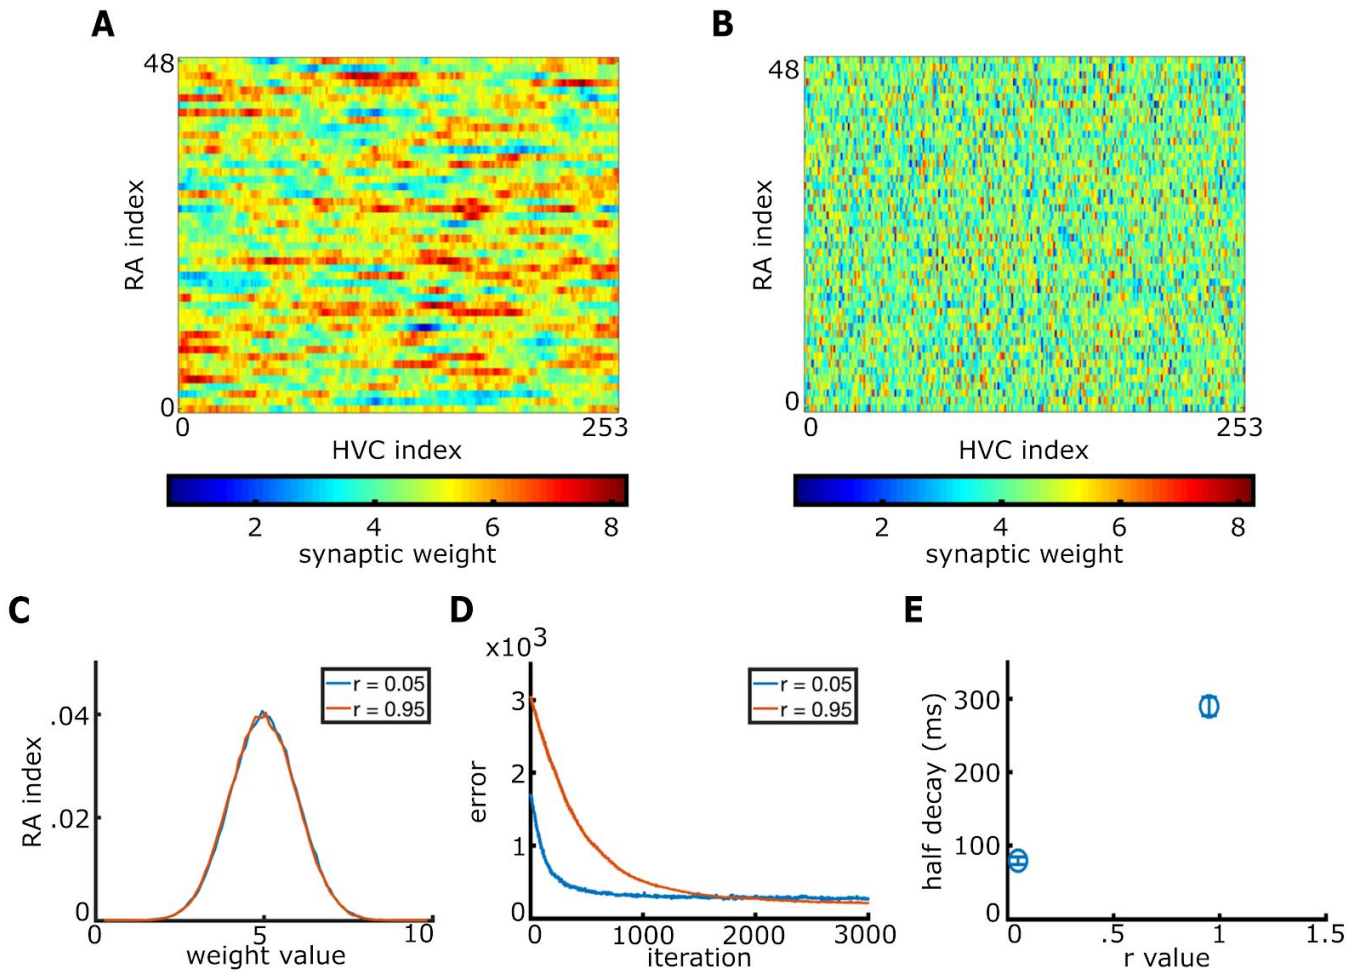 A
48
RA index
0
0
253
HVC index
2
4
6
8
synaptic weight
B
48
RA index
0
0
253
HVC index
2
4
6
8
synaptic weight
C
RA index
.04
.02
0
0
5
10
weight value
r = 0.05
r = 0.95
D
x10³
error
3
2
1
0
0
1000
2000
3000
iteration
r = 0.05
r = 0.95
E
half decay (ms)
300
200
100
0
0
.5
1
1.5
r value